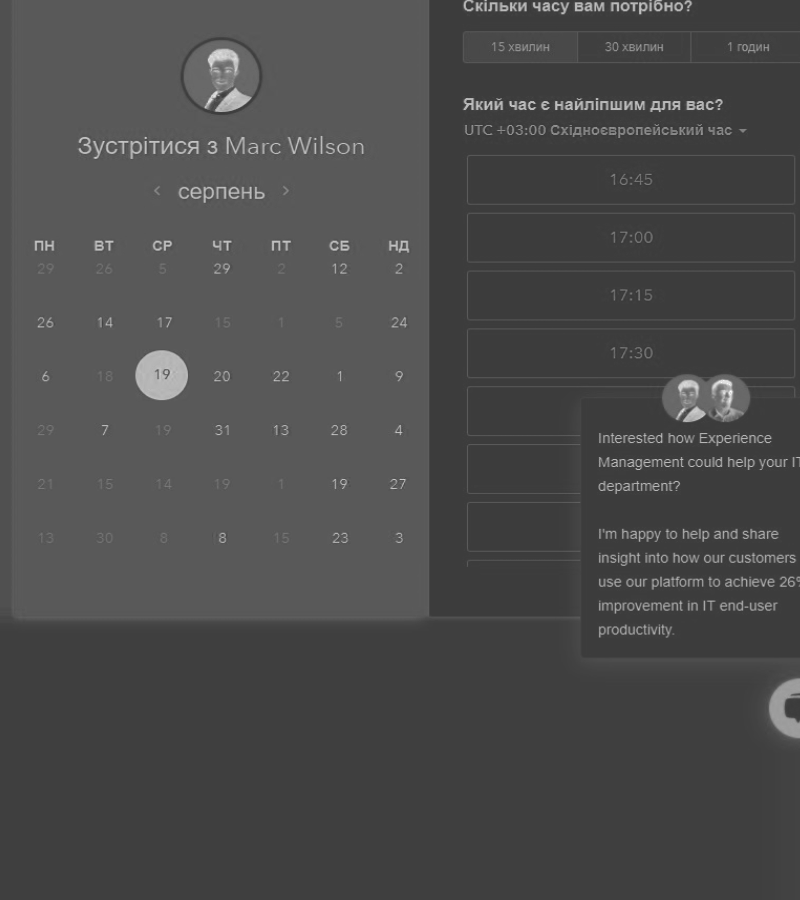 Зустрітися з Marc Wilson
серпень
ПН ВТ СР ЧТ ПТ СБ НД
29 26 5 29 2 12 2
26 14 17 15 1 5 24
6 18 19 20 22 1 9
29 7 19 31 13 28 4
21 15 14 19 1 19 27
13 30 8 8 15 23 3
Скільки часу вам потрібно?
15 хвилин 30 хвилин 1 годин
Який час є найліпшим для вас?
UTC +03:00 Східноєвропейський час
16:45
17:00
17:15
17:30
Interested how Experience
Management could help your IT
department?
I'm happy to help and share
insight into how our customers
use our platform to achieve 26%
improvement in IT end-user
productivity.